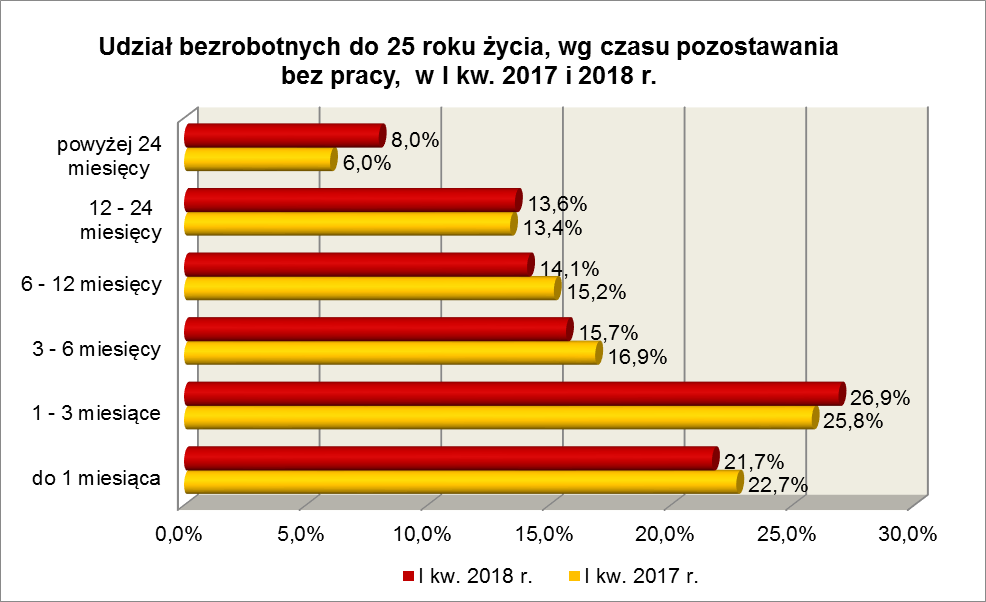 Udział bezrobotnych do 25 roku życia, wg czasu pozostawania
bez pracy, w I kw. 2017 i 2018 r.
powyżej 24
miesięcy
8,0%
6,0%
12 - 24
miesięcy
13,6%
13,4%
6 - 12 miesięcy
14,1%
15,2%
3 - 6 miesięcy
15,7%
16,9%
1 - 3 miesiące
26,9%
25,8%
do 1 miesiąca
21,7%
22,7%
0,0% 5,0% 10,0% 15,0% 20,0% 25,0% 30,0%
I kw. 2018 r. I kw. 2017 r.